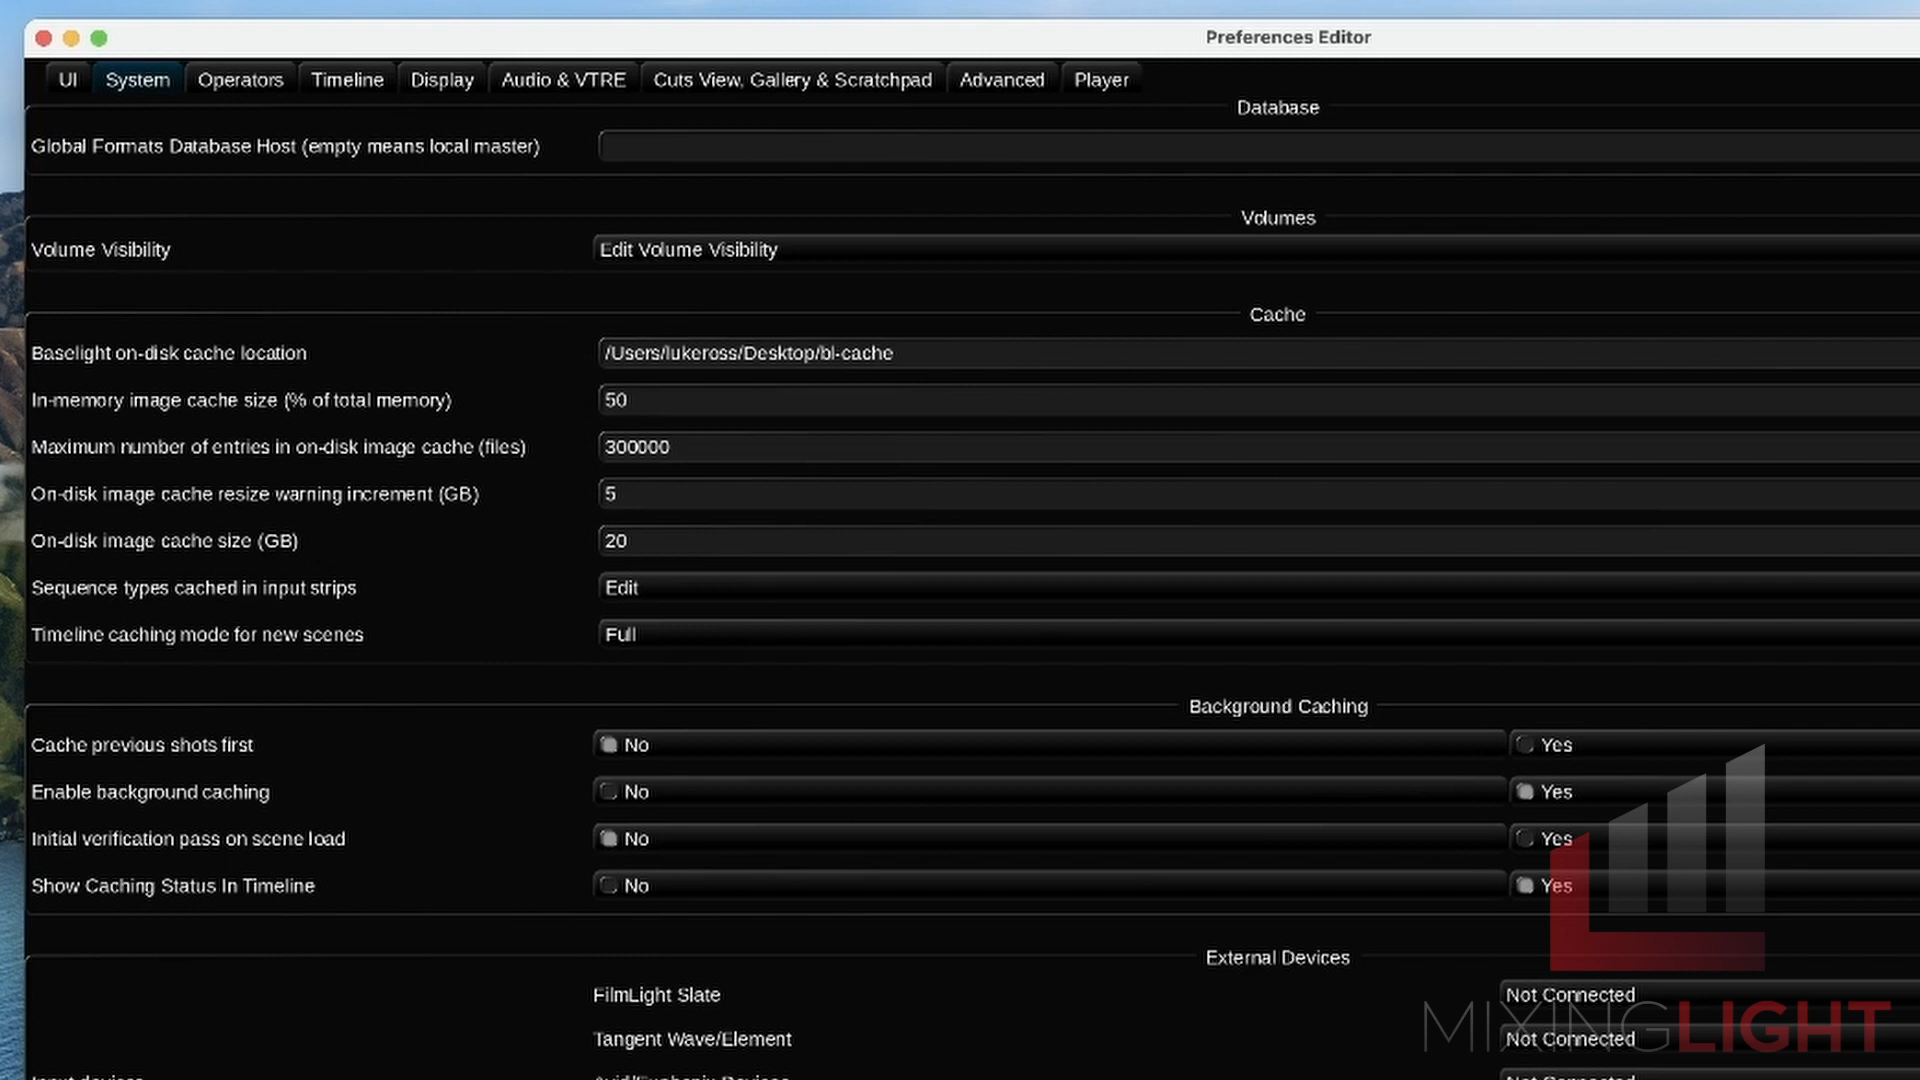 Preferences Editor
UI System Operators Timeline Display Audio & VTRE Cuts View, Gallery & Scratchpad Advanced Player
Database
Global Formats Database Host (empty means local master)
Volumes
Volume Visibility Edit Volume Visibility
Cache
Baselight on-disk cache location /Users/lukeross/Desktop/bl-cache
In-memory image cache size (% of total memory) 50
Maximum number of entries in on-disk image cache (files) 300000
On-disk image cache resize warning increment (GB) 5
On-disk image cache size (GB) 20
Sequence types cached in input strips Edit
Timeline caching mode for new scenes Full
Background Caching
Cache previous shots first No Yes
Enable background caching No Yes
Initial verification pass on scene load No Yes
Show Caching Status In Timeline No Yes
External Devices
FilmLight Slate Not Connected
Tangent Wave/Element Not Connected
MIXINGLIGHT